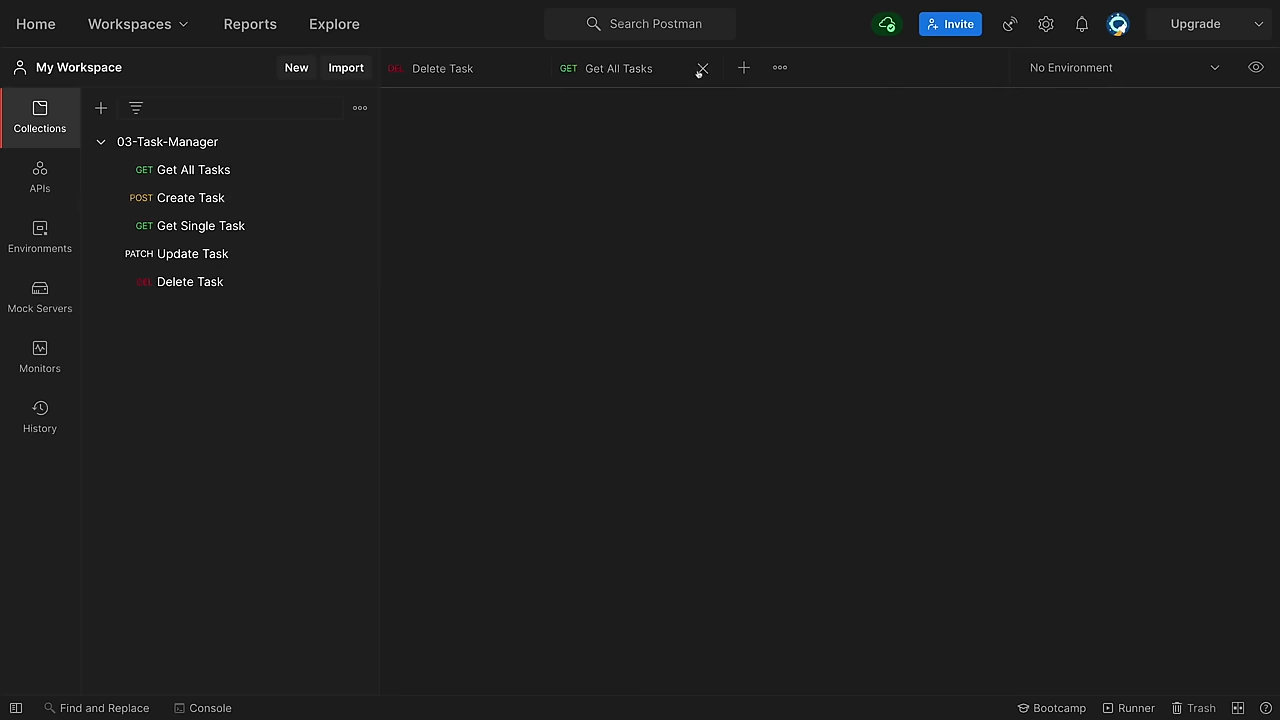 Home Workspaces Reports Explore Search Postman Invite Upgrade
My Workspace New Import DEL Delete Task GET Get All Tasks No Environment
Collections
03-Task-Manager
GET Get All Tasks
APIs
POST Create Task
GET Get Single Task
Environments
PATCH Update Task
DEL Delete Task
Mock Servers
Monitors
History
Find and Replace Console Bootcamp Runner Trash